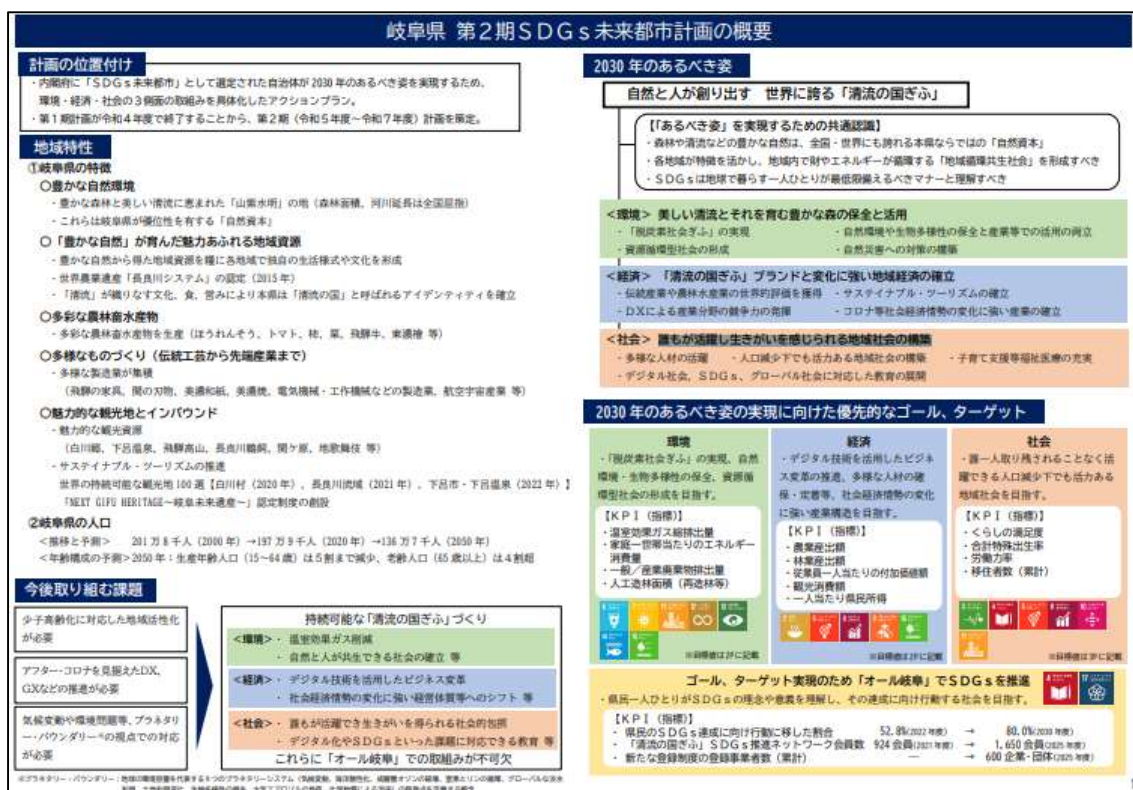 岐阜県 第2期SDGs未来都市計画の概要
計画の位置付け
・内閣府に「SDGs未来都市」として選定された自治体が2030年のあるべき姿を実現するため、
環境・経済・社会の3側面の取組みを具体化したアクションプラン。
・第1期計画が令和4年度で終了することから、第2期(令和5年度~令和7年度)計画を策定。
地域特性
①岐阜県の特徴
○豊かな自然環境
・豊かな森林と美しい清流に恵まれた「山紫水明」の地(森林面積、河川延長は全国屈指)
・これらは岐阜県が優位性を有する「自然資本」
○「豊かな自然」が育んだ魅力あふれる地域資源
・豊かな自然から得た地域資源を糧に各地域で独自の生活様式や文化を形成
・世界農業遺産「長良川システム」の認定(2015年)
・「清流」が織りなす文化、食、営みにより本県は「清流の国」と呼ばれるアイデンティティを確立
○多彩な農林畜水産物
・多彩な農林畜水産物を生産(ほうれんそう、トマト、柿、栗、飛騨牛、東濃檜 等)
○多様なものづくり(伝統工芸から先端産業まで)
・多様な製造業が集積
(飛騨の家具、関の刃物、美濃和紙、美濃焼、電気機械・工作機械などの製造業、航空宇宙産業 等)
○魅力的な観光地とインバウンド
・魅力的な観光資源
(白川郷、下呂温泉、飛騨高山、長良川鵜飼、関ケ原、地歌舞伎 等)
・サステイナブル・ツーリズムの推進
世界の持続可能な観光地100選【白川村(2020年)、長良川流域(2021年)、下呂市・下呂温泉(2022年)】
「NEXT GIFU HERITAGE~岐阜未来遺産~」認定制度の創設
②岐阜県の人口
<推移と予測> 201万8千人(2000年)→197万9千人(2020年)→136万7千人(2050年)
<年齢構成の予測>2050年:生産年齢人口(15~64歳)は5割まで減少、老齢人口(65歳以上)は4割超
今後取り組む課題
少子高齢化に対応した地域活性化
が必要
アフター・コロナを見据えたDX、
GXなどの推進が必要
気候変動や環境問題等、プラネタリ
ー・バウンダリー※の視点での対応
が必要
持続可能な「清流の国ぎふ」づくり
<環境>・ 温室効果ガス削減
・ 自然と人が共生できる社会の確立 等
<経済>・ デジタル技術を活用したビジネス変革
・ 社会経済情勢の変化に強い経営体質等へのシフト 等
<社会>・ 誰もが活躍でき生きがいを得られる社会的包摂
・ デジタル化やSDGsといった課題に対応できる教育 等
これらに「オール岐阜」での取組みが不可欠
2030年のあるべき姿
自然と人が創り出す 世界に誇る「清流の国ぎふ」
【「あるべき姿」を実現するための共通認識】
・森林や清流などの豊かな自然は、全国・世界にも誇れる本県ならではの「自然資本」
・各地域が特徴を活かし、地域内で財やエネルギーが循環する「地域循環共生社会」を形成すべき
・SDGsは地球で暮らす一人ひとりが最低限備えるべきマナーと理解すべき
<環境> 美しい清流とそれを育む豊かな森の保全と活用
・「脱炭素社会ぎふ」の実現 ・自然環境や生物多様性の保全と産業等での活用の両立
・資源循環型社会の形成 ・自然災害への対策の構築
<経済> 「清流の国ぎふ」ブランドと変化に強い地域経済の確立
・伝統産業や農林水産業の世界的評価を獲得 ・サステイナブル・ツーリズムの確立
・DXによる産業分野の競争力の発揮 ・コロナ等社会経済情勢の変化に強い産業の確立
<社会> 誰もが活躍し生きがいを感じられる地域社会の構築
・多様な人材の活躍 ・人口減少下でも活力ある地域社会の構築 ・子育て支援等福祉医療の充実
・デジタル社会、SDGs、グローバル社会に対応した教育の展開
2030年のあるべき姿の実現に向けた優先的なゴール、ターゲット
環境
・「脱炭素社会ぎふ」の実現、自然
環境・生物多様性の保全、資源循
環型社会の形成を目指す。
【KPI(指標)】
・温室効果ガス総排出量
・家庭一世帯当たりのエネルギー
消費量
・一般/産業廃棄物排出量
・人工造林面積(再造林等)
※目標値は2Pに記載
経済
・デジタル技術を活用したビジネ
ス変革の推進、多様な人材の確
保・定着等、社会経済情勢の変化
に強い産業構造を目指す。
【KPI(指標)】
・農業産出額
・林業産出額
・従業員一人当たりの付加価値額
・観光消費額
・一人当たり県民所得
※目標値は2Pに記載
社会
・誰一人取り残されることなく活
躍できる人口減少下でも活力ある
地域社会を目指す。
【KPI(指標)】
・くらしの満足度
・合計特殊出生率
・労働力率
・移住者数(累計)
※目標値は2Pに記載
ゴール、ターゲット実現のため「オール岐阜」でSDGsを推進
・県民一人ひとりがSDGsの理念や意義を理解し、その達成に向け行動する社会を目指す。
【KPI(指標)】
・県民のSDGs達成に向け行動に移した割合 52.8%(2022年度) → 80.0%(2030年度)
・「清流の国ぎふ」SDGs推進ネットワーク会員数 924会員(2021年度) → 1,650会員(2025年度)
・新たな登録制度の登録事業者数(累計) — → 600企業・団体(2025年度)